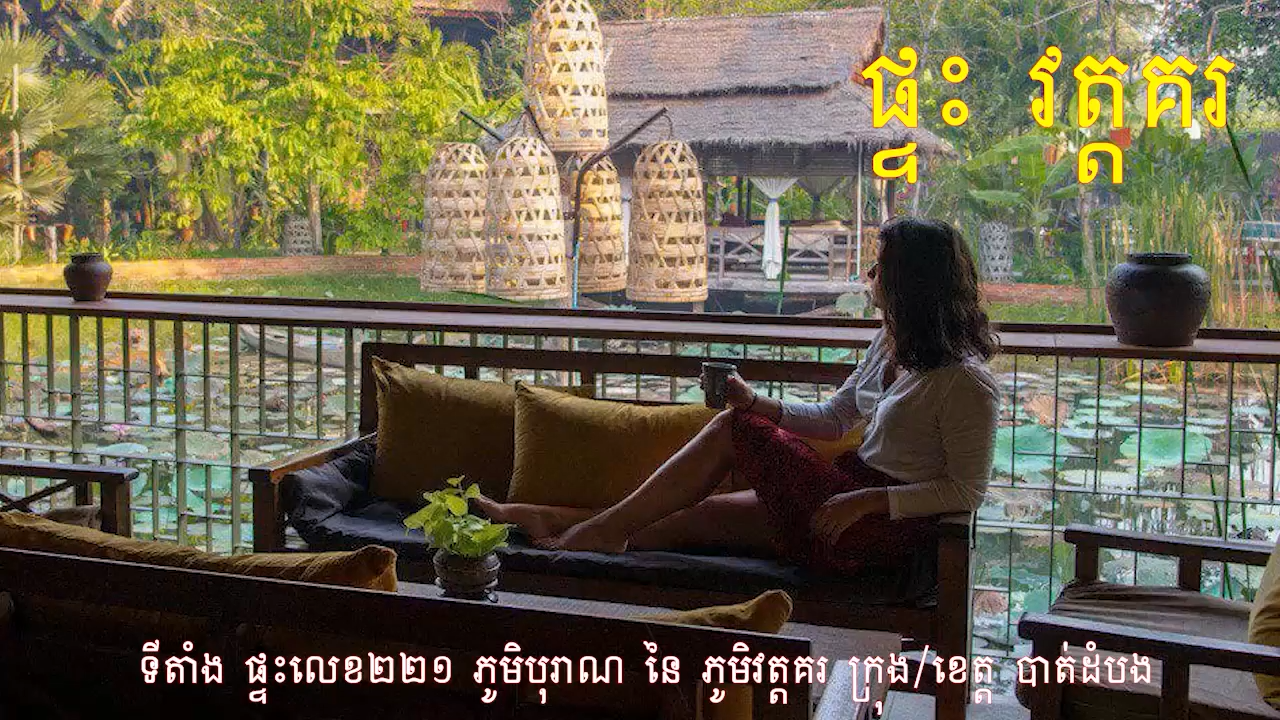 ផ្ទះ វត្តគរ
ទីតាំង ផ្ទះលេខ២២១ ភូមិបុរាណ នៃ ភូមិវត្តគរ ក្រុង/ខេត្ត បាត់ដំបង